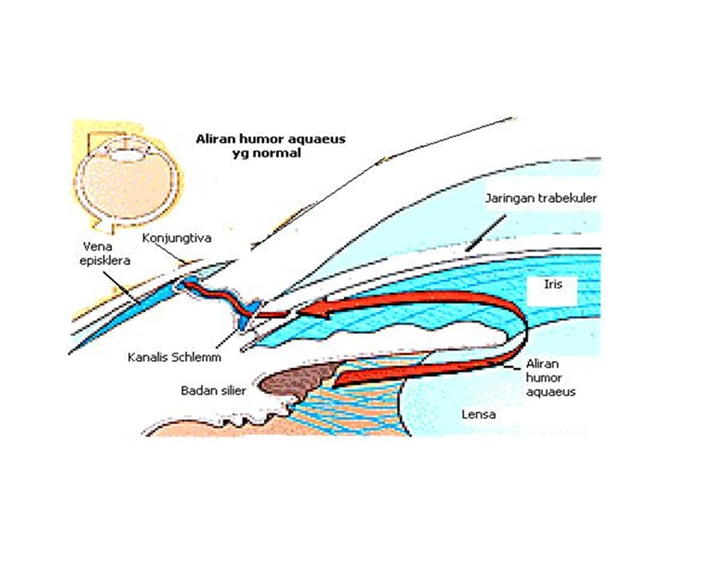 Aliran humor aquaeus
yg normal
Jaringan trabekuler
Konjungtiva
Vena
episklera
Iris
Kanalis Schlemm
Badan silier
Aliran
humor
aquaeus
Lensa